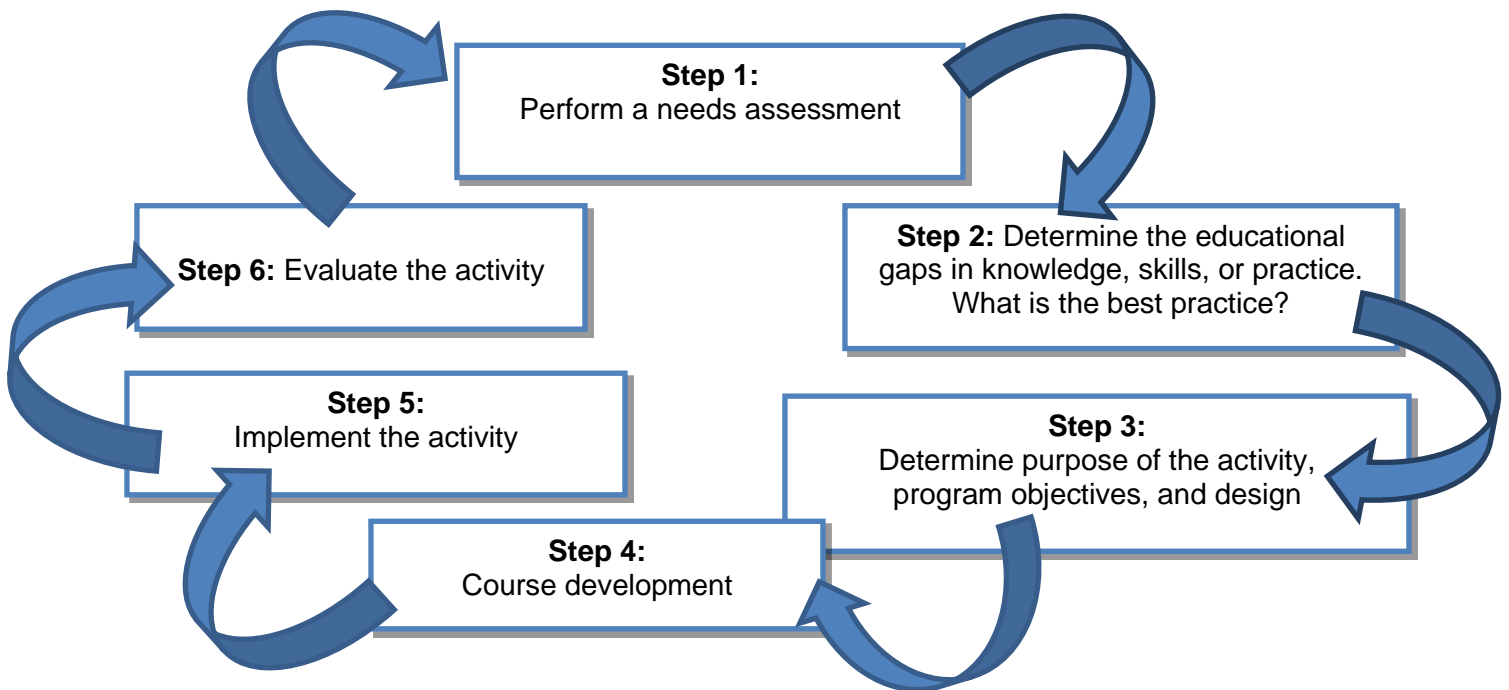 Step 1:
Perform a needs assessment
Step 2: Determine the educational
gaps in knowledge, skills, or practice.
What is the best practice?
Step 3:
Determine purpose of the activity,
program objectives, and design
Step 4:
Course development
Step 5:
Implement the activity
Step 6: Evaluate the activity